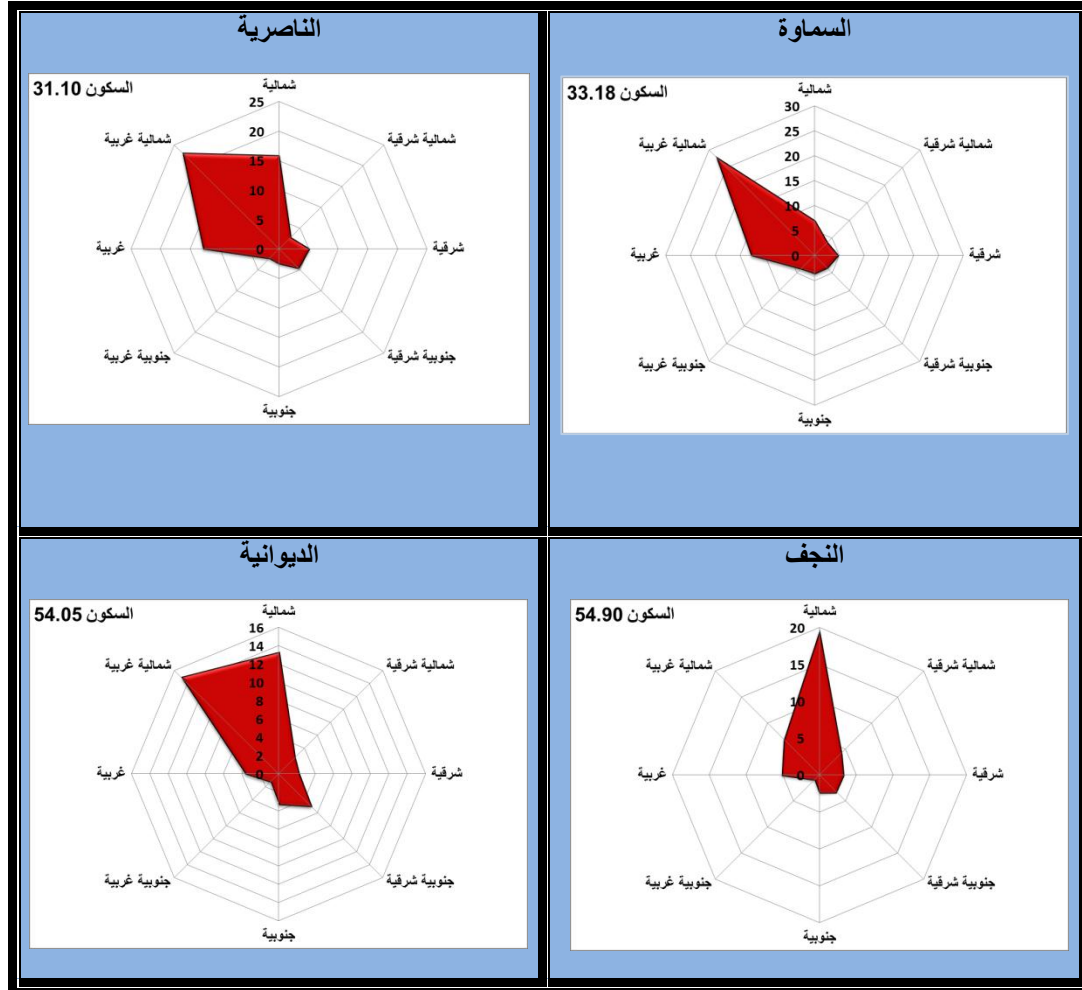 السماوة
السكون 33.18
شمالية
30
25
20
15
10
5
0
شمالية شرقية
شرقية
جنوبية شرقية
جنوبية
جنوبية غربية
غربية
شمالية غربية
الناصرية
السكون 31.10
شمالية
25
20
15
10
5
0
شمالية شرقية
شرقية
جنوبية شرقية
جنوبية
جنوبية غربية
غربية
شمالية غربية
النجف
السكون 54.90
شمالية
20
15
10
5
0
شمالية شرقية
شرقية
جنوبية شرقية
جنوبية
جنوبية غربية
غربية
شمالية غربية
الديوانية
السكون 54.05
شمالية
16
14
12
10
8
6
4
2
0
شمالية شرقية
شرقية
جنوبية شرقية
جنوبية
جنوبية غربية
غربية
شمالية غربية